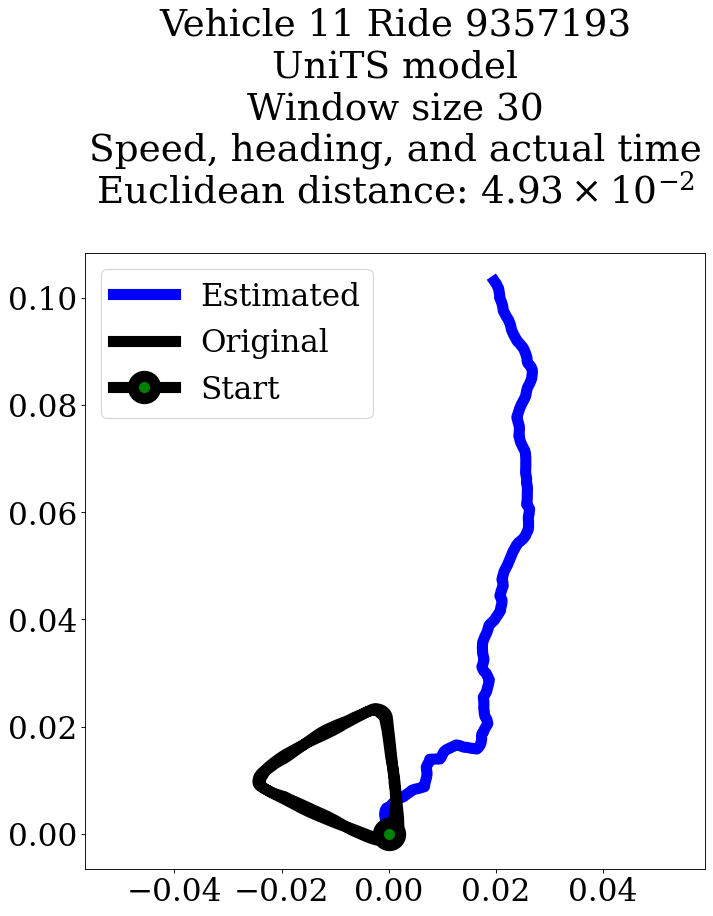 Vehicle 11 Ride 9357193
UniTS model
Window size 30
Speed, heading, and actual time
Euclidean distance: 4.93 × 10⁻²
Estimated
Original
Start
0.10
0.08
0.06
0.04
0.02
0.00
−0.04 −0.02 0.00 0.02 0.04